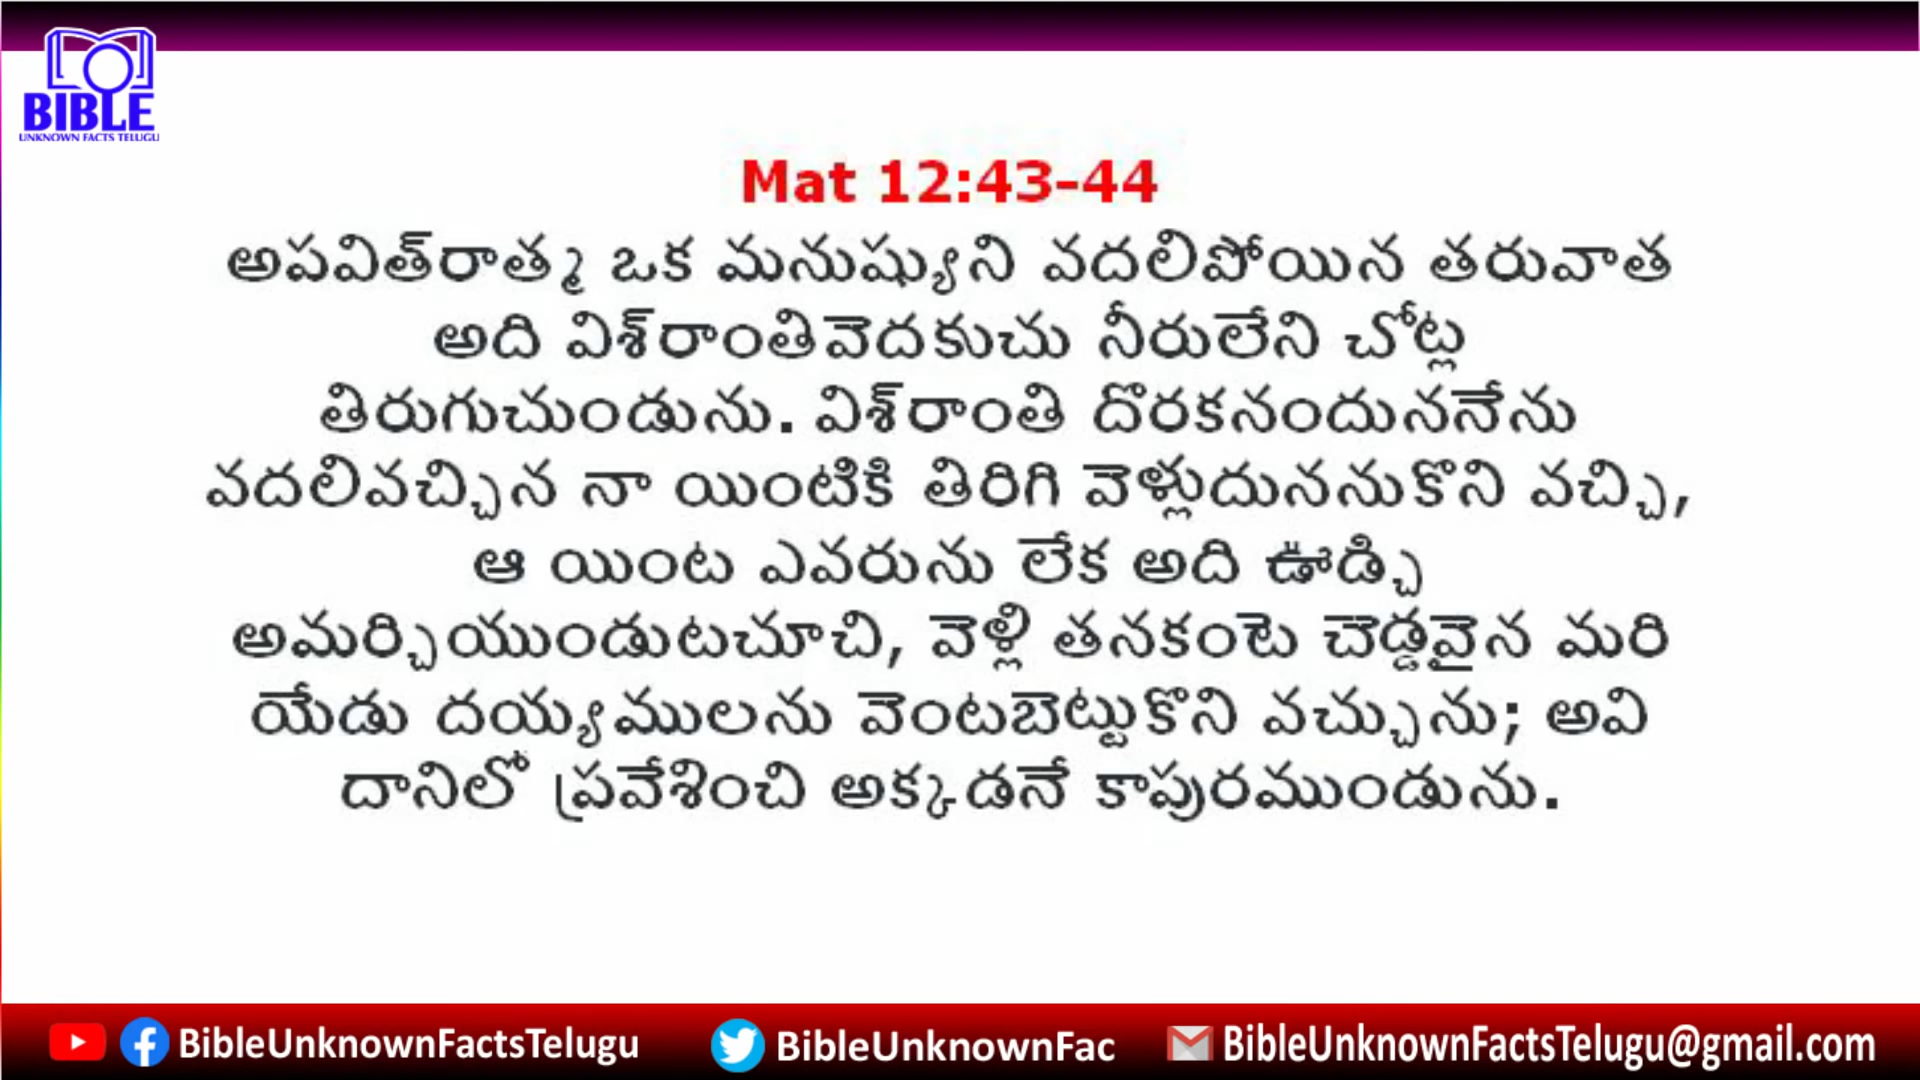 BIBLE
UNKNOWN FACTS TELUGU
Mat 12:43-44
అపవిత్‌రాత్మ ఒక మనుష్యుని వదలిపోయిన తరువాత
అది విశ్‌రాంతివెదకుచు నీరులేని చోట్ల
తిరుగుచుండును. విశ్‌రాంతి దొరకనందుననేను
వదలివచ్చిన నా యింటికి తిరిగి వెళ్లుదుననుకొని వచ్చి,
ఆ యింట ఎవరును లేక అది ఊడ్చి
అమర్చియుండుటచూచి, వెళ్లి తనకంటె చెడ్డవైన మరి
యేడు దయ్యములను వెంటబెట్టుకొని వచ్చును; అవి
దానిలో ప్రవేశించి అక్కడనే కాపురముండును.
BibleUnknownFactsTelugu BibleUnknownFac BibleUnknownFactsTelugu@gmail.com